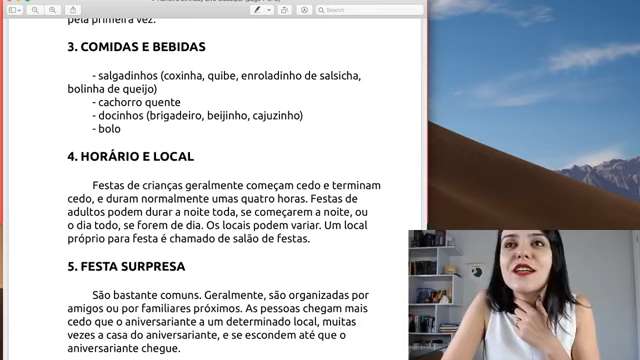 pela primeira vez.
3. COMIDAS E BEBIDAS
- salgadinhos (coxinha, quibe, enroladinho de salsicha,
bolinha de queijo)
- cachorro quente
- docinhos (brigadeiro, beijinho, cajuzinho)
- bolo
4. HORÁRIO E LOCAL
Festas de crianças geralmente começam cedo e terminam
cedo, e duram normalmente umas quatro horas. Festas de
adultos podem durar a noite toda, se começarem a noite, ou
o dia todo, se forem de dia. Os locais podem variar. Um local
próprio para festa é chamado de salão de festas.
5. FESTA SURPRESA
São bastante comuns. Geralmente, são organizadas por
amigos ou por familiares próximos. As pessoas chegam mais
cedo que o aniversariante a um determinado local, muitas
vezes a casa do aniversariante, e se escondem até que o
aniversariante chegue.
Search